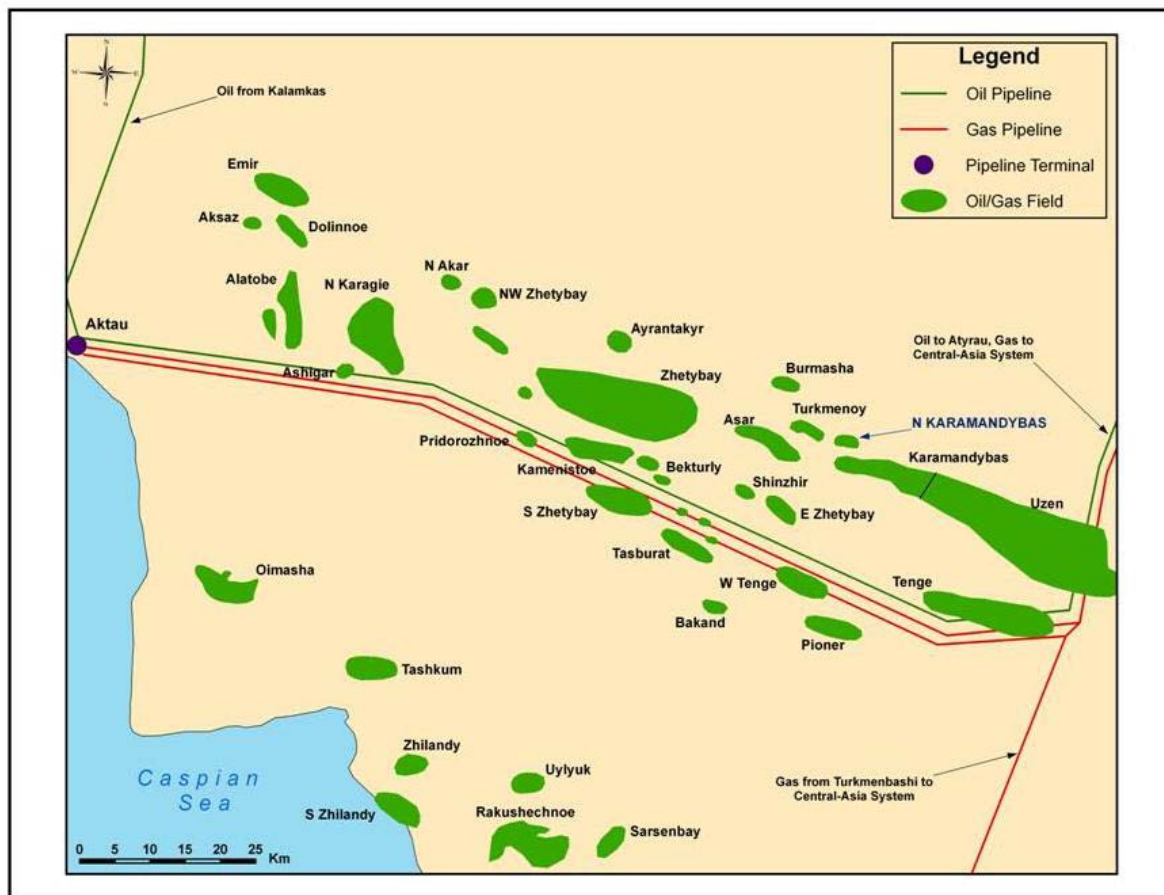 N
W
E
S
Oil from Kalamkas
Legend
Oil Pipeline
Gas Pipeline
Pipeline Terminal
Oil/Gas Field
Emir
Aksaz
Dolinnoe
Alatobe
N Karagie
N Akar
NW Zhetybay
Aktau
Ayrantakyr
Oil to Atyrau, Gas to
Central-Asia System
Ashigar
Zhetybay
Burmasha
Turkmenoy
Asar
N KARAMANDYBAS
Pridorozhnoe
Kamenistoe
Bekturly
Karamandybas
Shinzhir
Uzen
S Zhetybay
E Zhetybay
Tasburat
Oimasha
W Tenge
Tenge
Bakand
Pioner
Tashkum
Zhilandy
Uylyuk
Caspian
Sea
Gas from Turkmenbashi to
Central-Asia System
S Zhilandy
Rakushechnoe
Sarsenbay
0 5 10 15 20 25
Km